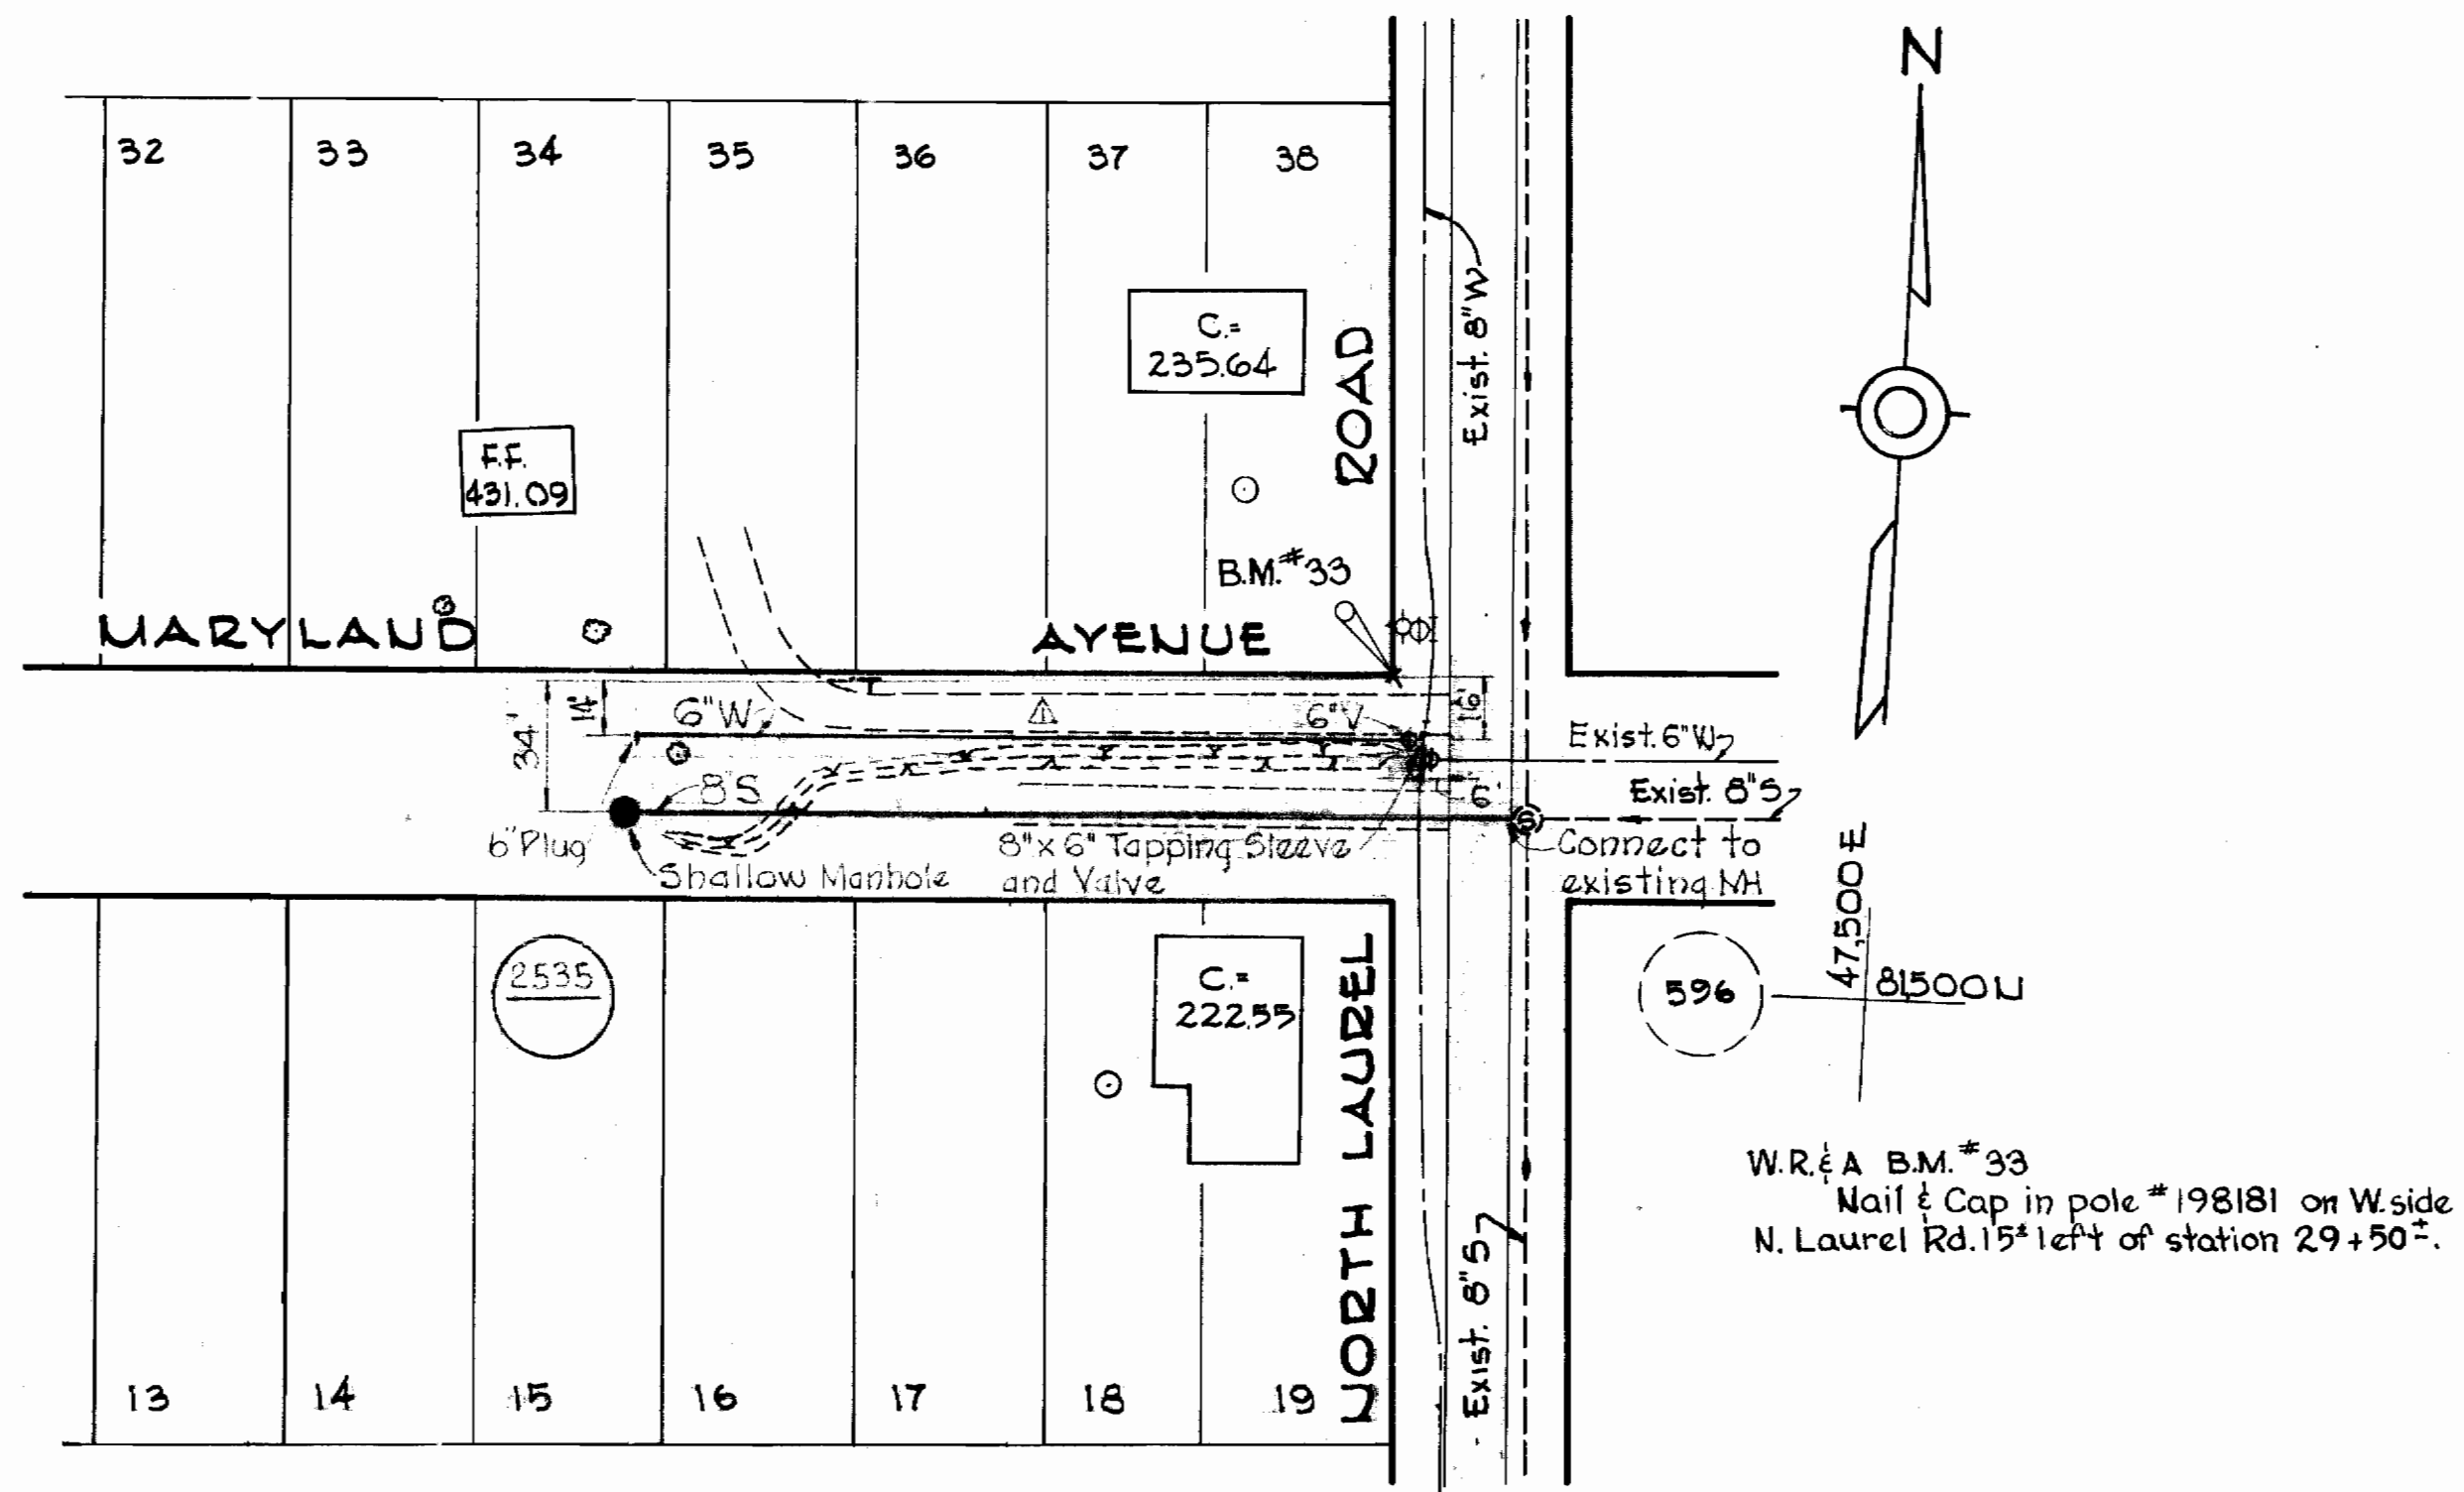 N
32
33
34
35
36
37
38
C.=
235.64
ROAD
Exist. 8"W
F.F.
431.09
B.M.#33
MARYLAND
AVENUE
34'
14'
6"W
6"V
16'
Exist. 6"W
8"S
6'
Exist. 8"S
6"Plug
Shallow Manhole
8"x 6" Tapping Sleeve
and Valve
Connect to
existing MH
2535
C.=
222.55
NORTH LAUREL
596
47,500E
81,500N
W.R.& A B.M.#33
Nail & Cap in pole #198181 on W.side
N. Laurel Rd.15± left of station 29+50±.
13
14
15
16
17
18
19
Exist. 8"S